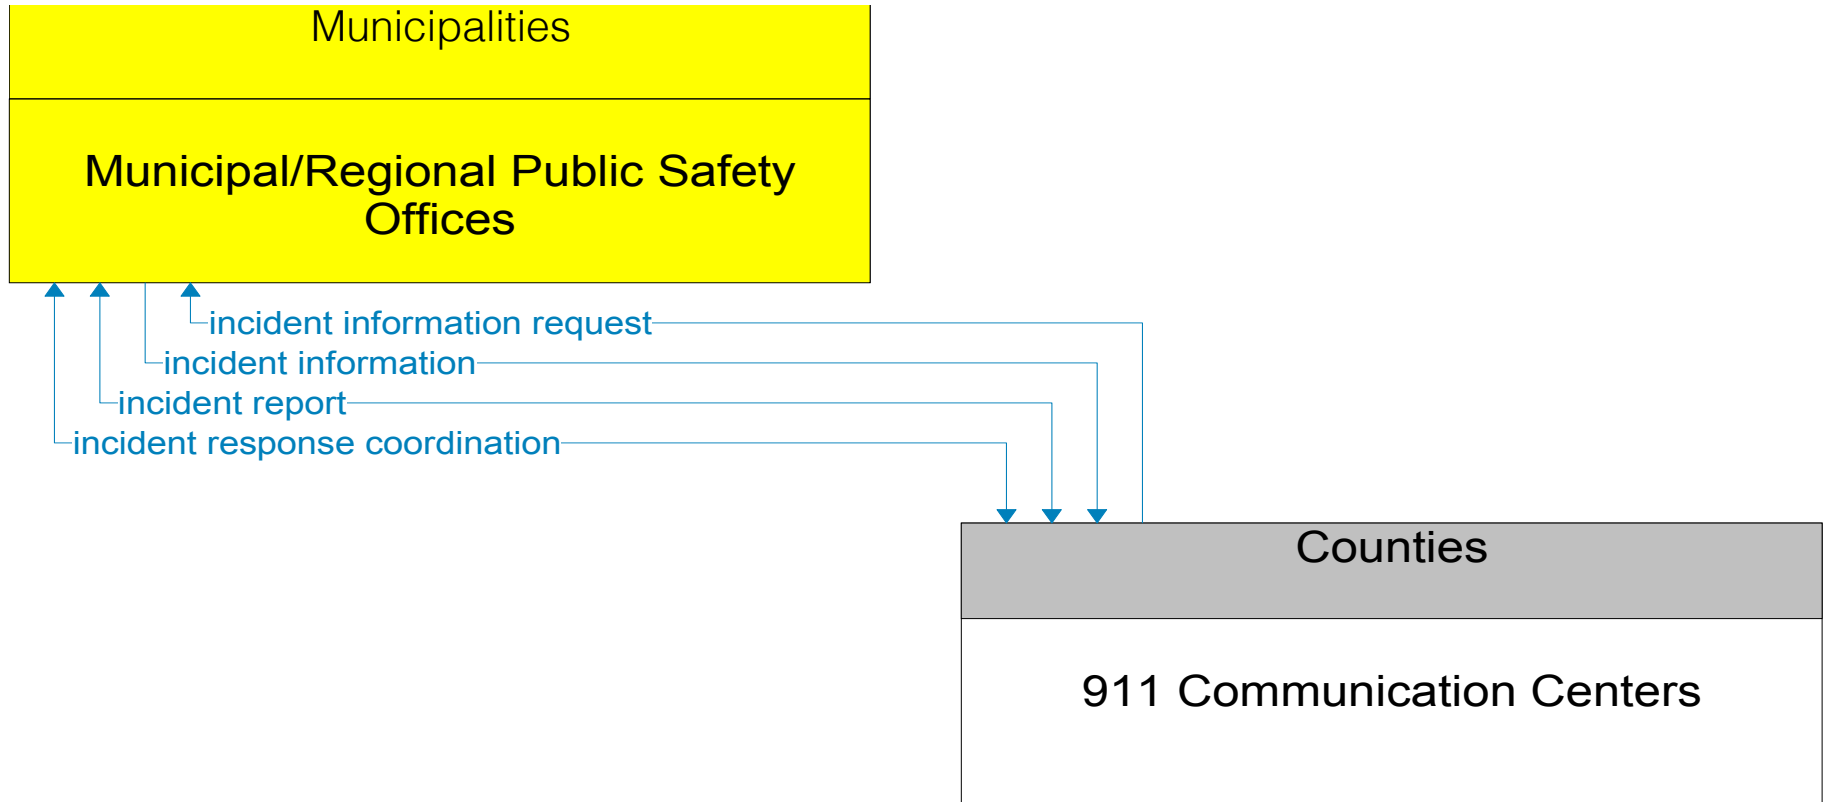 Municipalities
Municipal/Regional Public Safety
Offices
incident information request
incident information
incident report
incident response coordination
Counties
911 Communication Centers